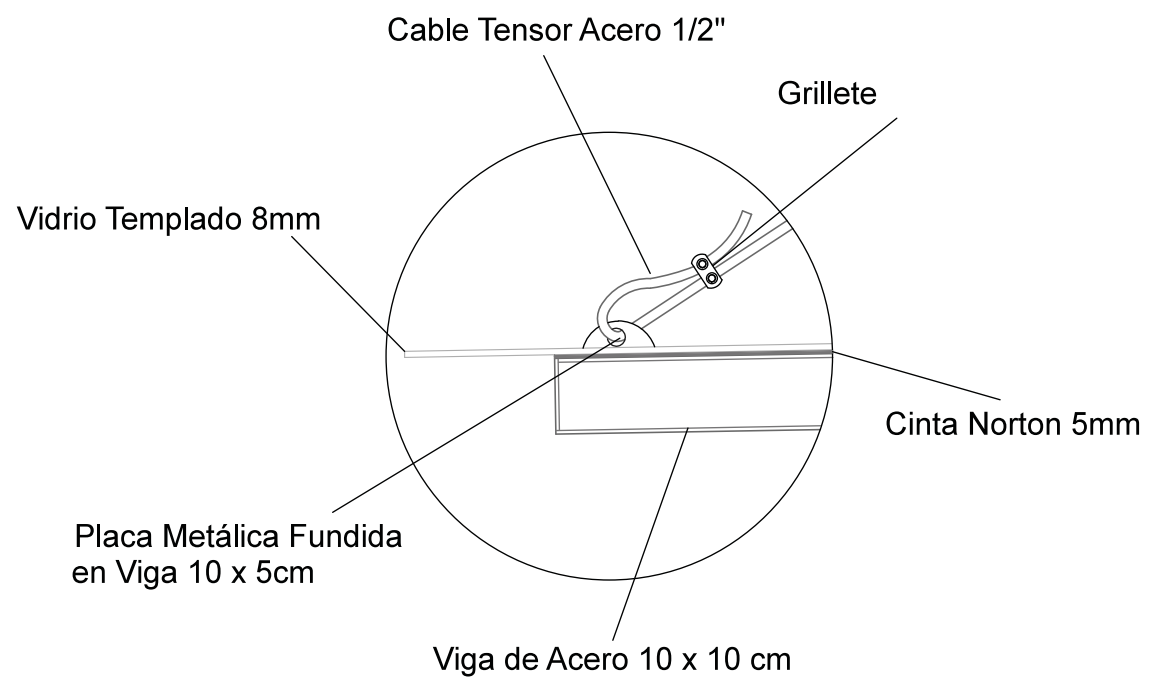 Cable Tensor Acero 1/2"
Grillete
Vidrio Templado 8mm
Cinta Norton 5mm
Placa Metálica Fundida
en Viga 10 x 5cm
Viga de Acero 10 x 10 cm